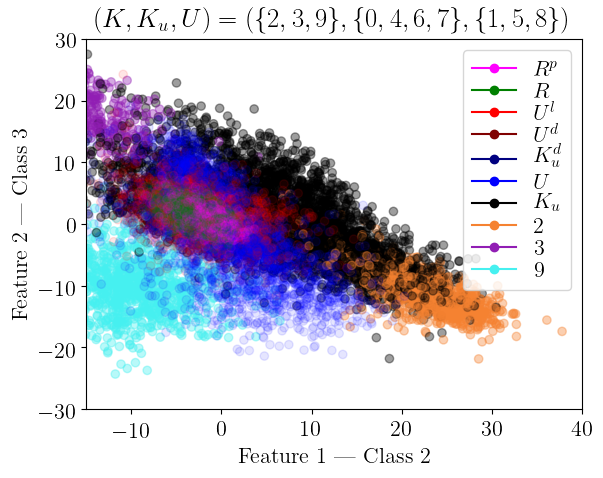 (K, K_u, U) = ({2, 3, 9}, {0, 4, 6, 7}, {1, 5, 8})
R^p
R
U^l
U^d
K_u^d
U
K_u
2
3
9
30
20
10
0
−10
−20
−30
Feature 2 — Class 3
−10
0
10
20
30
40
Feature 1 — Class 2